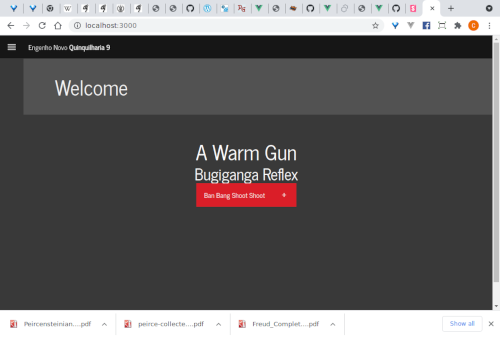 localhost:3000
Engenho Novo Quinquilharia 9
Welcome
A Warm Gun
Bugiganga Reflex
Ban Bang Shoot Shoot +
Peircensteinian....pdf
peirce-collecte....pdf
Freud_Complet....pdf
Show all